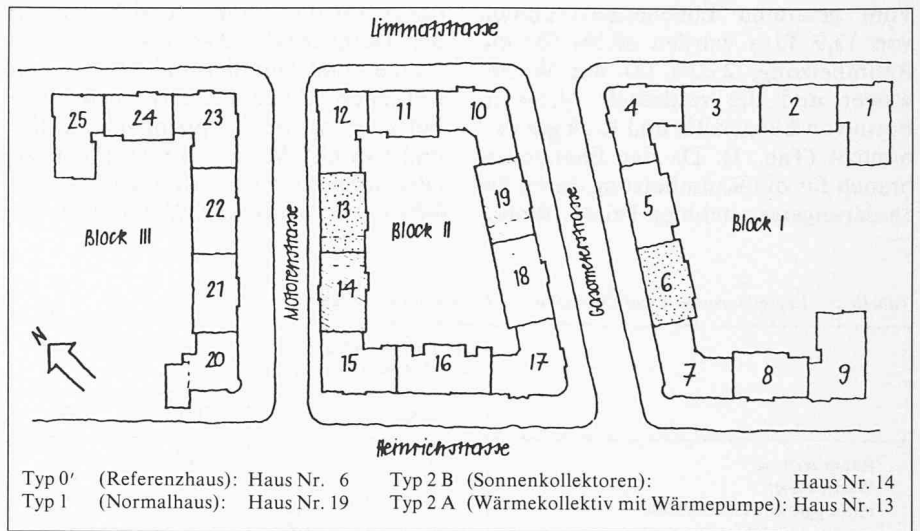 Limmatstrasse
25 24 23 12 11 10 4 3 2 1
22 13 19 5
Block III Block II Block I
21 14 18 6
Motorenstrasse
Ottostrasse
N
20 15 16 17 7 8 9
Heinrichstrasse
Typ 0′ (Referenzhaus): Haus Nr. 6 Typ 2 B (Sonnenkollektoren): Haus Nr. 14
Typ 1 (Normalhaus): Haus Nr. 19 Typ 2 A (Wärmekollektiv mit Wärmepumpe): Haus Nr. 13